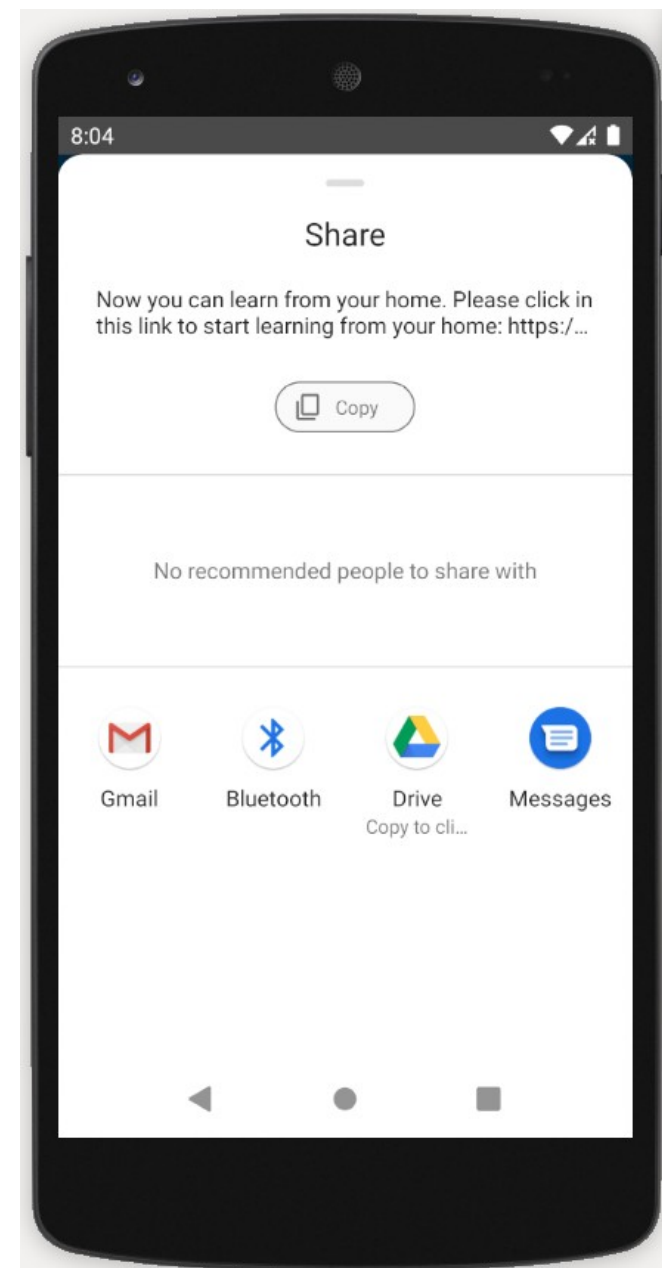 8:04
Share
Now you can learn from your home. Please click in
this link to start learning from your home: https:/…
Copy
No recommended people to share with
Gmail Bluetooth Drive Messages
Copy to cli…